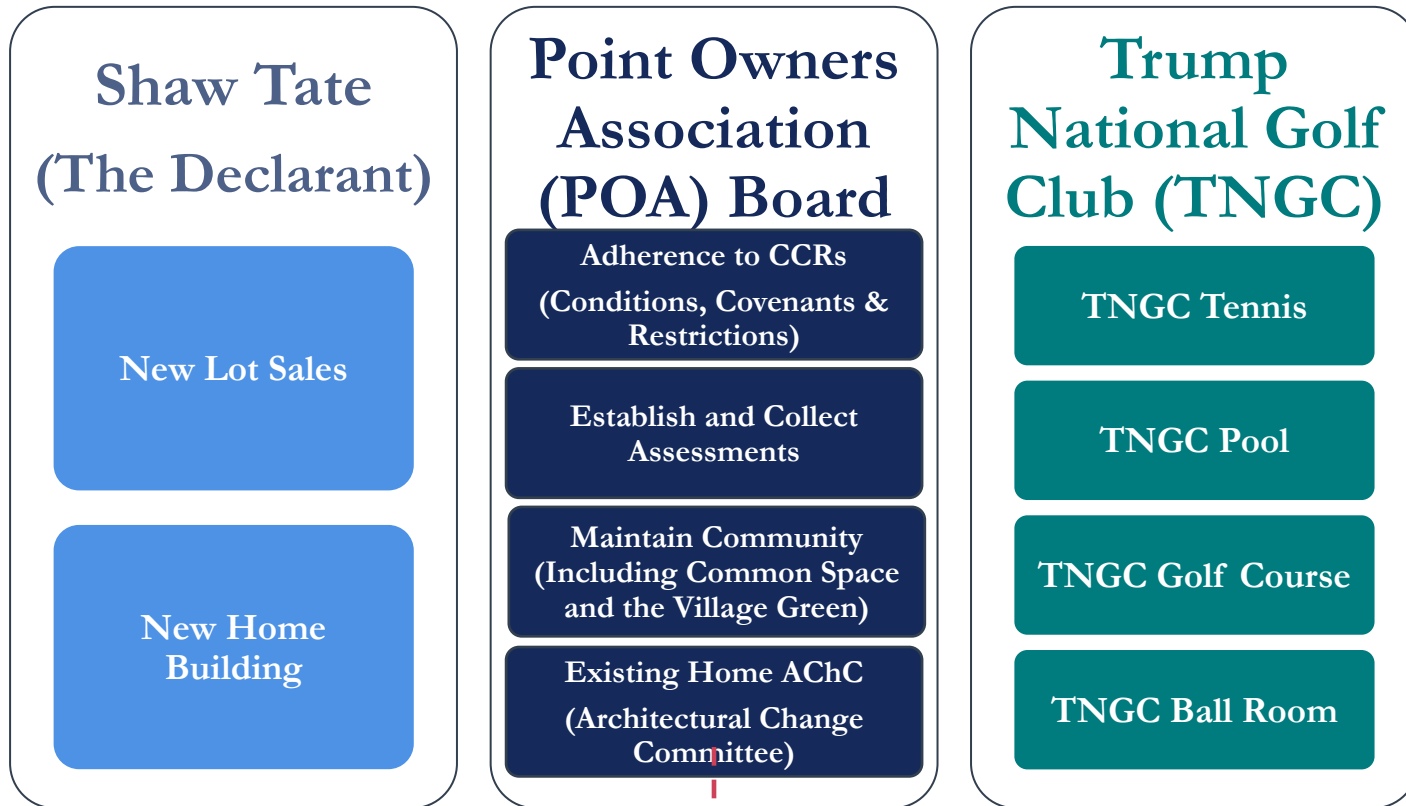 Shaw Tate
(The Declarant)
New Lot Sales
New Home
Building
Point Owners
Association
(POA) Board
Adherence to CCRs
(Conditions, Covenants &
Restrictions)
Establish and Collect
Assessments
Maintain Community
(Including Common Space
and the Village Green)
Existing Home AChC
(Architectural Change
Committee)
Trump
National Golf
Club (TNGC)
TNGC Tennis
TNGC Pool
TNGC Golf Course
TNGC Ball Room